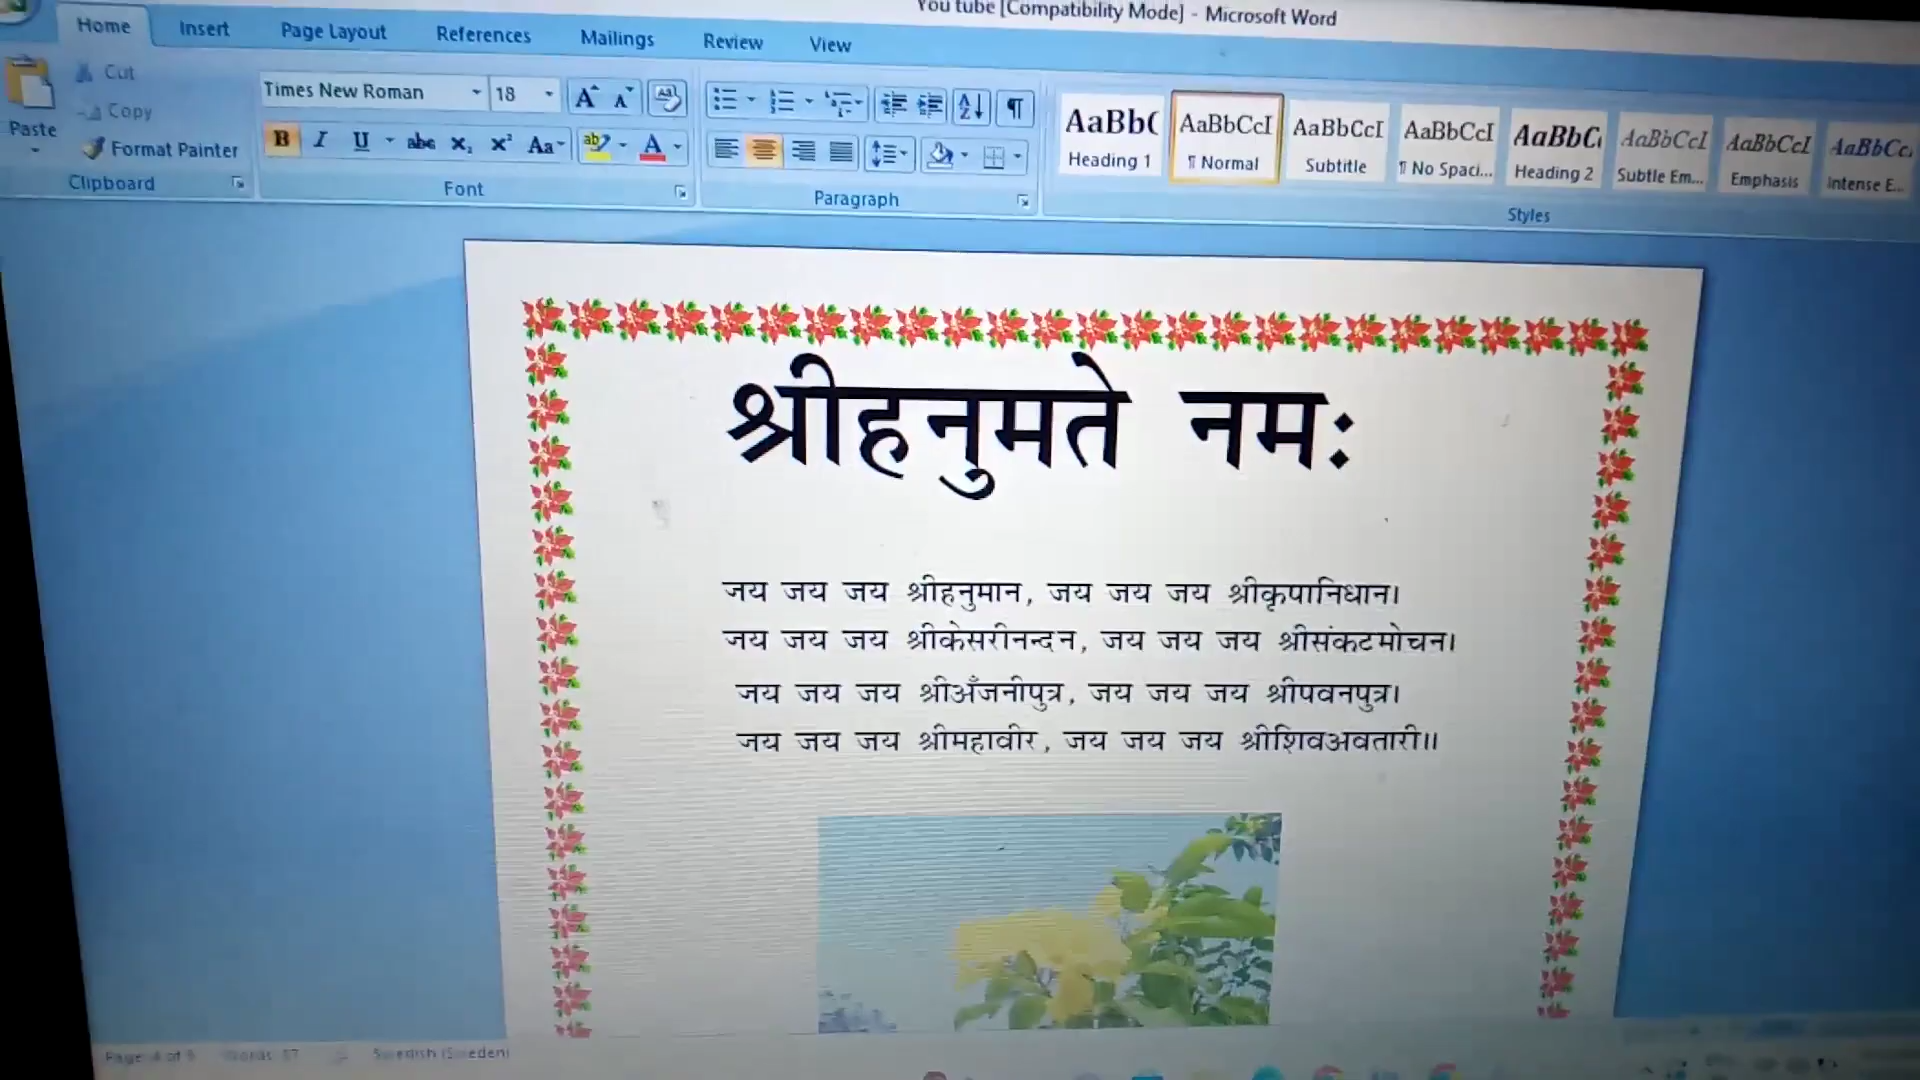 You tube [Compatibility Mode] - Microsoft Word
Home Insert Page Layout References Mailings Review View
Cut
Copy
Paste
Format Painter
Clipboard
Times New Roman 18
Font
Paragraph
AaBbC AaBbCcI AaBbCcI AaBbCcI AaBbC AaBbCcI AaBbCcI AaBbCc
Heading 1 ¶ Normal Subtitle ¶ No Spaci... Heading 2 Subtle Em... Emphasis Intense E...
Styles
श्रीहनुमते नमः
जय जय जय श्रीहनुमान, जय जय जय श्रीकृपानिधान।
जय जय जय श्रीकेसरीनन्दन, जय जय जय श्रीसंकटमोचन।
जय जय जय श्रीअँजनीपुत्र, जय जय जय श्रीपवनपुत्र।
जय जय जय श्रीमहावीर, जय जय जय श्रीशिवअवतारी॥
Words: 57 Swedish (Sweden)